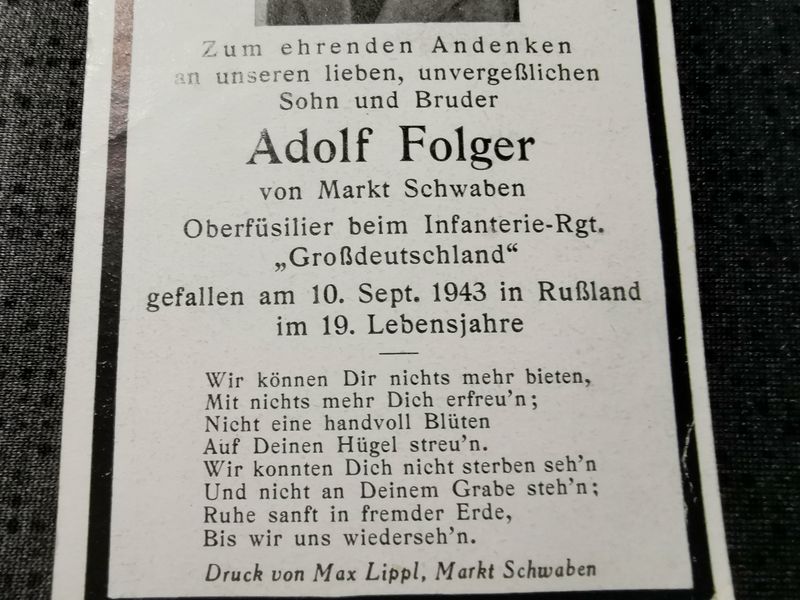 Zum ehrenden Andenken
an unseren lieben, unvergeßlichen
Sohn und Bruder
Adolf Folger
von Markt Schwaben
Oberfüsilier beim Infanterie-Rgt.
„Großdeutschland“
gefallen am 10. Sept. 1943 in Rußland
im 19. Lebensjahre
Wir können Dir nichts mehr bieten,
Mit nichts mehr Dich erfreu'n;
Nicht eine handvoll Blüten
Auf Deinen Hügel streu'n.
Wir konnten Dich nicht sterben seh'n
Und nicht an Deinem Grabe steh'n;
Ruhe sanft in fremder Erde,
Bis wir uns wiederseh'n.
Druck von Max Lippl, Markt Schwaben